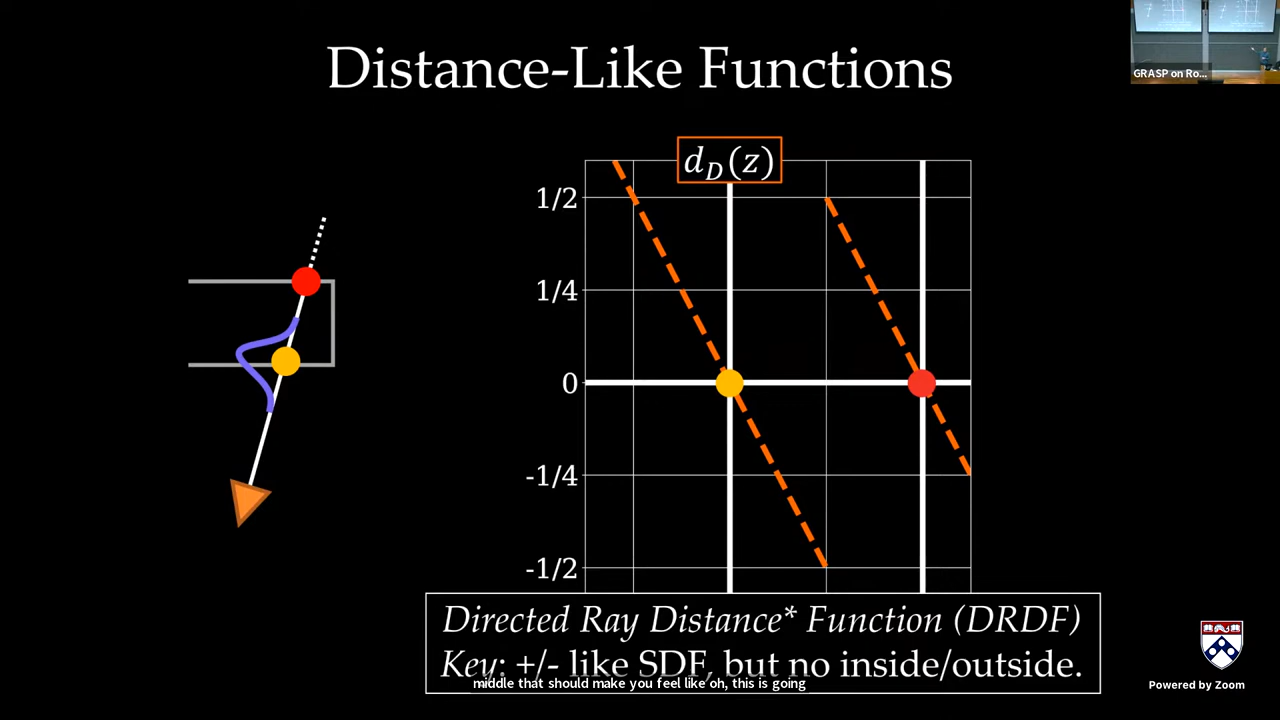 Distance-Like Functions
GRASP on Ro...
d_D(z)
1/2
1/4
0
-1/4
-1/2
Directed Ray Distance* Function (DRDF)
Key: +/- like SDF, but no inside/outside.
middle that should make you feel like oh, this is going
Powered by Zoom